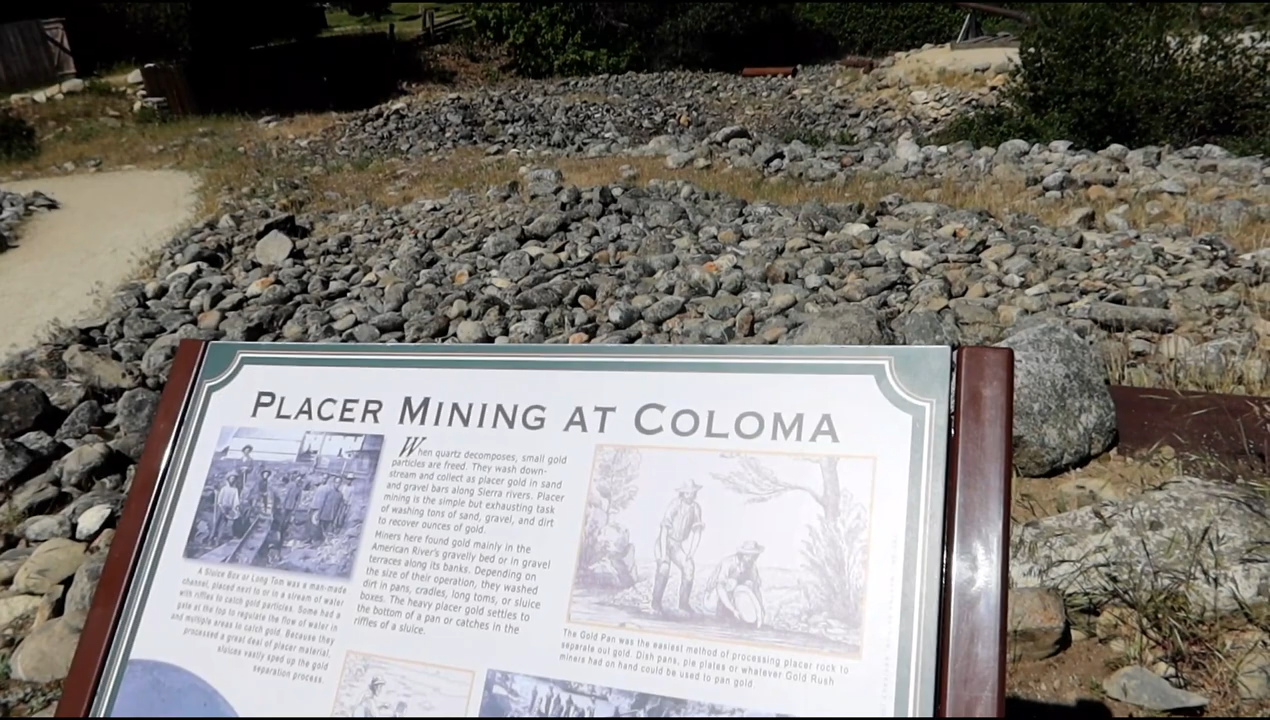 PLACER MINING AT COLOMA
When quartz decomposes, small gold
particles are freed. They wash down-
stream and collect as placer gold in sand
and gravel bars along Sierra rivers. Placer
mining is the simple but exhausting task
of washing tons of sand, gravel, and dirt
to recover ounces of gold.
Miners here found gold mainly in the
American River's gravelly bed or in gravel
terraces along its banks. Depending on
the size of their operation, they washed
dirt in pans, cradles, long toms, or sluice
boxes. The heavy placer gold settles to
the bottom of a pan or catches in the
riffles of a sluice.
A Sluice Box or Long Tom was a man-made
channel, placed next to or in a stream of water
with riffles to catch gold particles. Some had a
gate at the top to regulate the flow of water in
and multiple areas to catch gold. Because they
processed a great deal of placer material,
sluices vastly sped up the gold
separation process.
The Gold Pan was the easiest method of processing placer rock to
separate out gold. Dish pans, pie plates or whatever Gold Rush
miners had on hand could be used to pan gold.